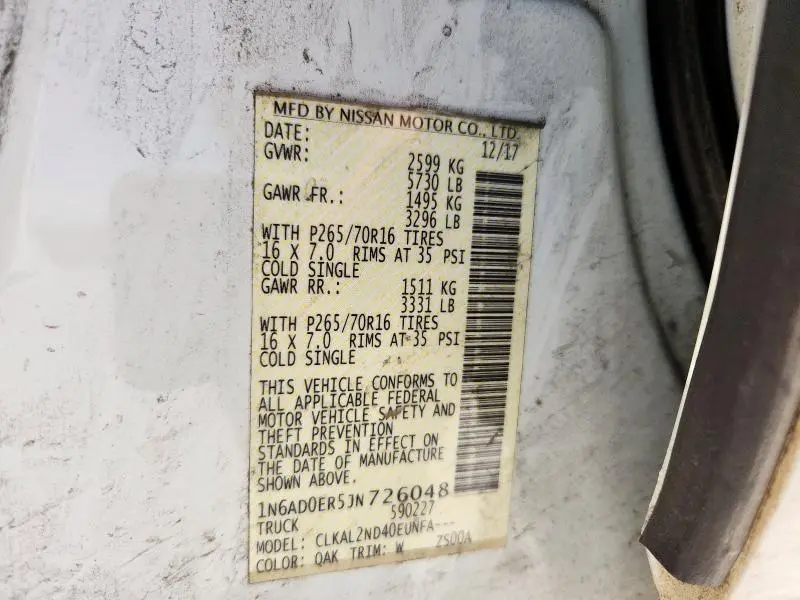 MFD BY NISSAN MOTOR CO., LTD.
DATE: 12/17
GVWR: 2599 KG
5730 LB
GAWR FR.: 1495 KG
3296 LB
WITH P265/70R16 TIRES
16 X 7.0 RIMS AT 35 PSI
COLD SINGLE
GAWR RR.: 1511 KG
3331 LB
WITH P265/70R16 TIRES
16 X 7.0 RIMS AT 35 PSI
COLD SINGLE
THIS VEHICLE CONFORMS TO
ALL APPLICABLE FEDERAL
MOTOR VEHICLE SAFETY AND
THEFT PREVENTION
STANDARDS IN EFFECT ON
THE DATE OF MANUFACTURE
SHOWN ABOVE.
1N6AD0ER5JN726048
TRUCK 590227
MODEL: CLKAL2ND40EUNFA---
COLOR: QAK TRIM: W ZS00A